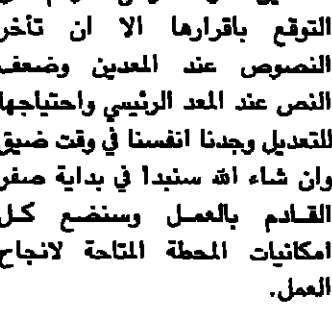 التوقع باقرارها الا ان تأخر
النصوص عند المعدين وضعف
النص عند المعد الرئيسي واحتياجها
للتعديل وجدنا انفسنا في وقت ضيق
وان شاء الله سنبدأ في بداية صفر
القادم بالعمل وسنضع كل
امكانيات المحطة المتاحة لانجاح
العمل.